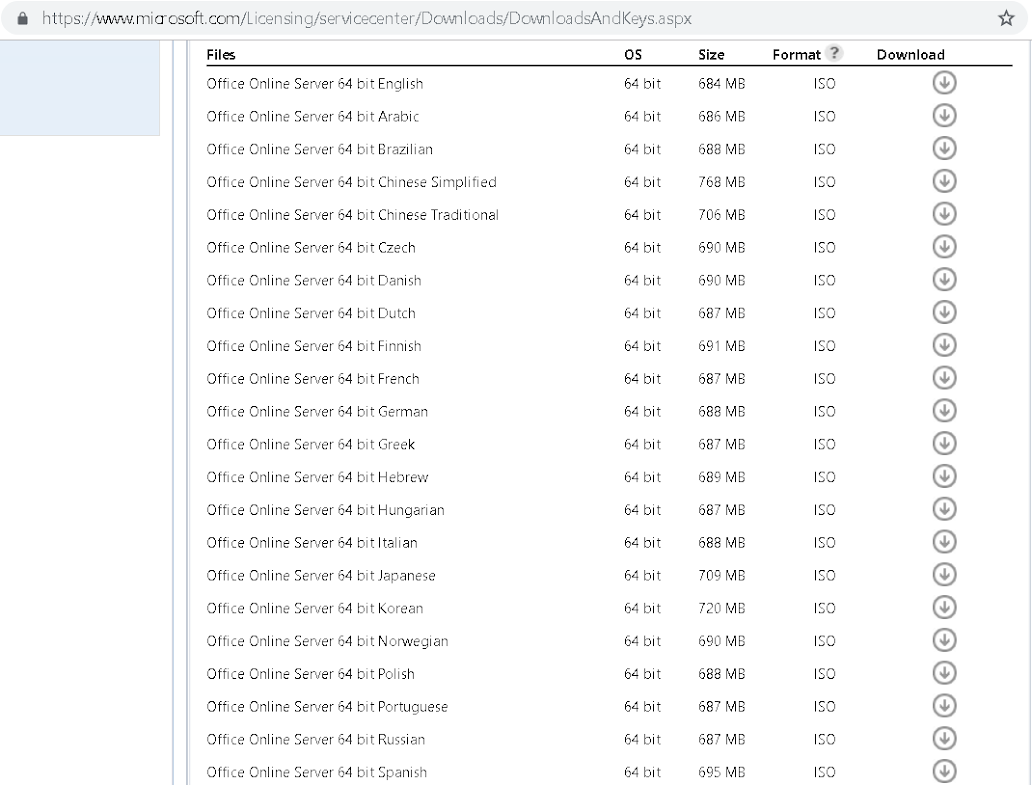 https://www.microsoft.com/Licensing/servicecenter/Downloads/DownloadsAndKeys.aspx
Files OS Size Format ? Download
Office Online Server 64 bit English 64 bit 684 MB ISO
Office Online Server 64 bit Arabic 64 bit 686 MB ISO
Office Online Server 64 bit Brazilian 64 bit 688 MB ISO
Office Online Server 64 bit Chinese Simplified 64 bit 768 MB ISO
Office Online Server 64 bit Chinese Traditional 64 bit 706 MB ISO
Office Online Server 64 bit Czech 64 bit 690 MB ISO
Office Online Server 64 bit Danish 64 bit 690 MB ISO
Office Online Server 64 bit Dutch 64 bit 687 MB ISO
Office Online Server 64 bit Finnish 64 bit 691 MB ISO
Office Online Server 64 bit French 64 bit 687 MB ISO
Office Online Server 64 bit German 64 bit 688 MB ISO
Office Online Server 64 bit Greek 64 bit 687 MB ISO
Office Online Server 64 bit Hebrew 64 bit 689 MB ISO
Office Online Server 64 bit Hungarian 64 bit 687 MB ISO
Office Online Server 64 bit Italian 64 bit 688 MB ISO
Office Online Server 64 bit Japanese 64 bit 709 MB ISO
Office Online Server 64 bit Korean 64 bit 720 MB ISO
Office Online Server 64 bit Norwegian 64 bit 690 MB ISO
Office Online Server 64 bit Polish 64 bit 688 MB ISO
Office Online Server 64 bit Portuguese 64 bit 687 MB ISO
Office Online Server 64 bit Russian 64 bit 687 MB ISO
Office Online Server 64 bit Spanish 64 bit 695 MB ISO